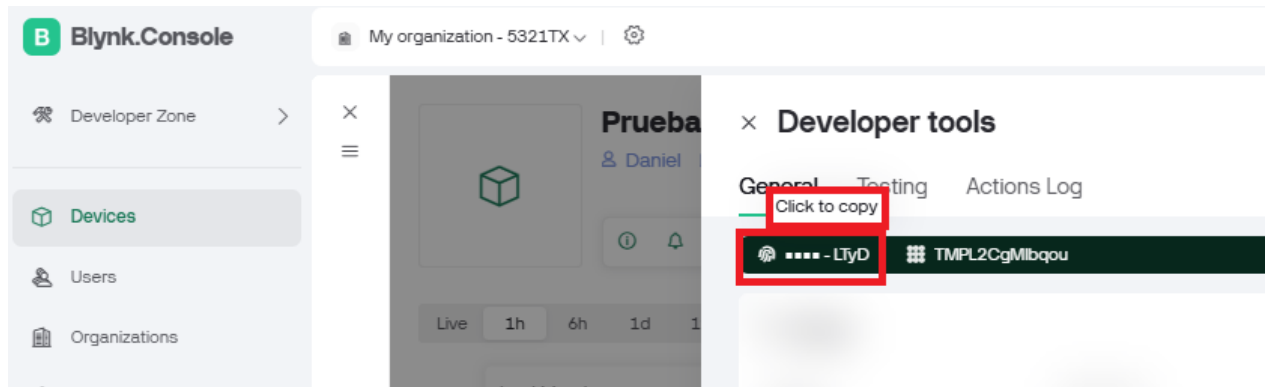 B Blynk.Console
My organization - 5321TX
Developer Zone
Devices
Users
Organizations
Prueba
Daniel
Live 1h 6h 1d 1
Developer tools
General Testing Actions Log
Click to copy
▪▪▪▪ - LTyD TMPL2CgMlbqou